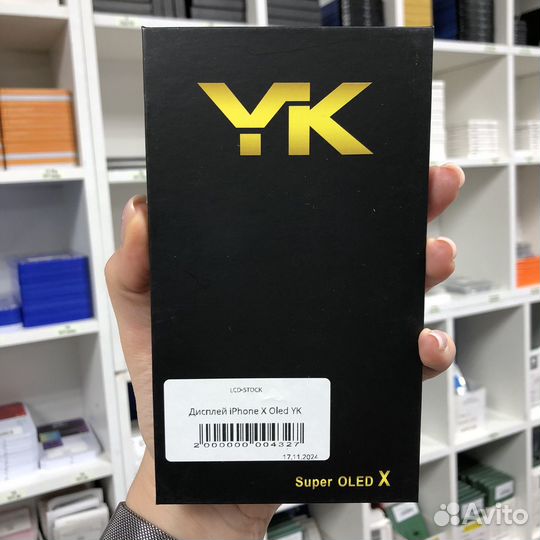 YK
LCD-STOCK
Дисплей iPhone X Oled YK
2000000004327
17.11.2024
Super OLED X
Avito